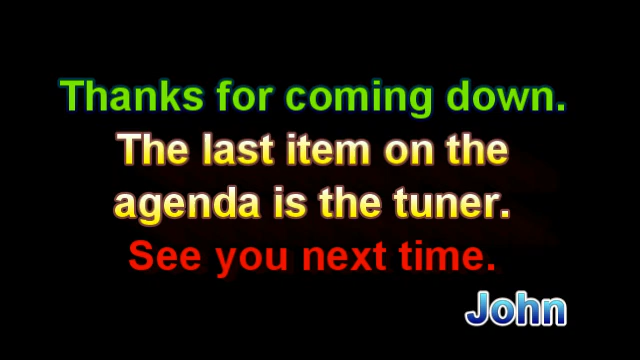 Thanks for coming down.
The last item on the
agenda is the tuner.
See you next time.
John